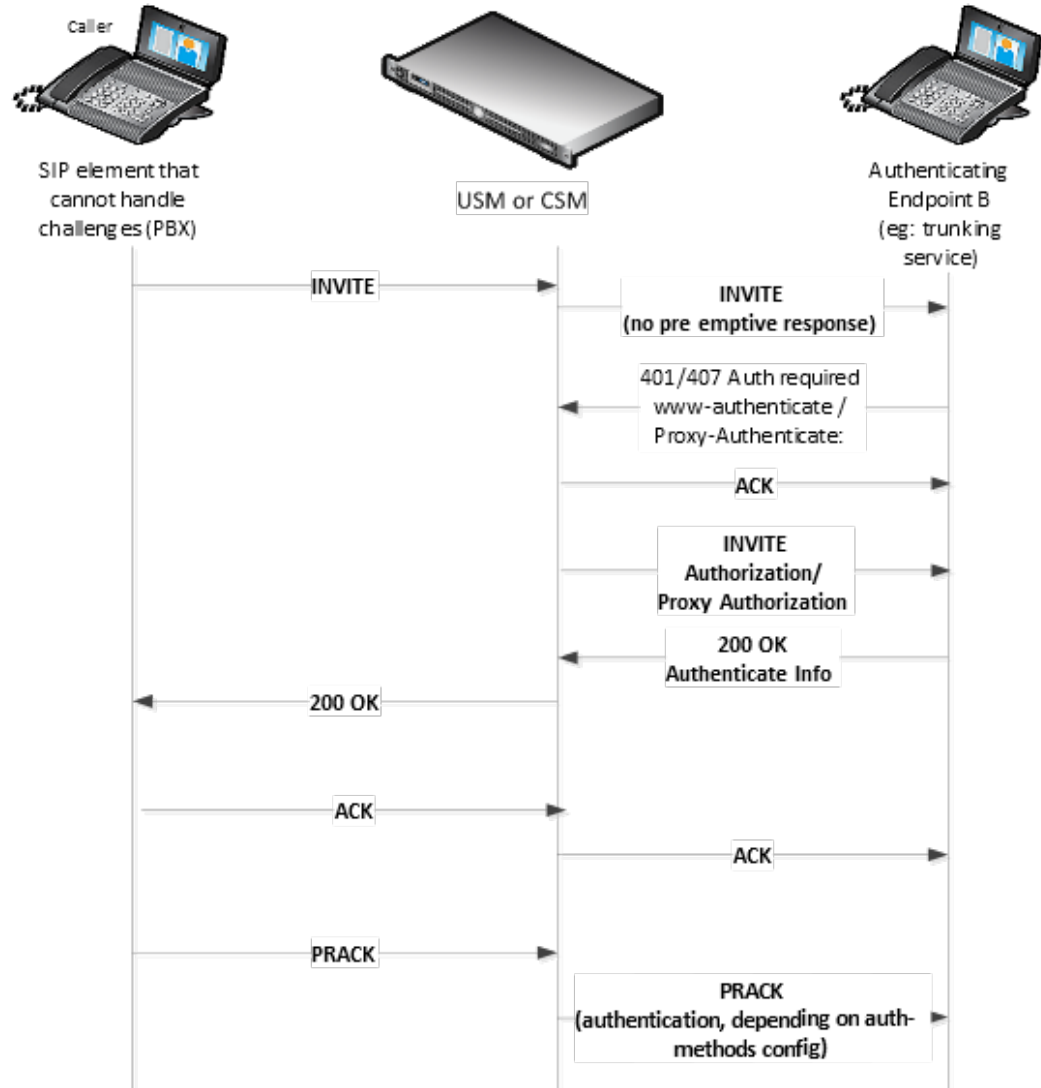 Caller
SIP element that
cannot handle
challenges (PBX)
USM or CSM
Authenticating
Endpoint B
(eg: trunking
service)
INVITE
INVITE
(no pre emptive response)
401/407 Auth required
www-authenticate /
Proxy-Authenticate:
ACK
INVITE
Authorization/
Proxy Authorization
200 OK
Authenticate Info
200 OK
ACK
ACK
PRACK
PRACK
(authentication, depending on auth-
methods config)